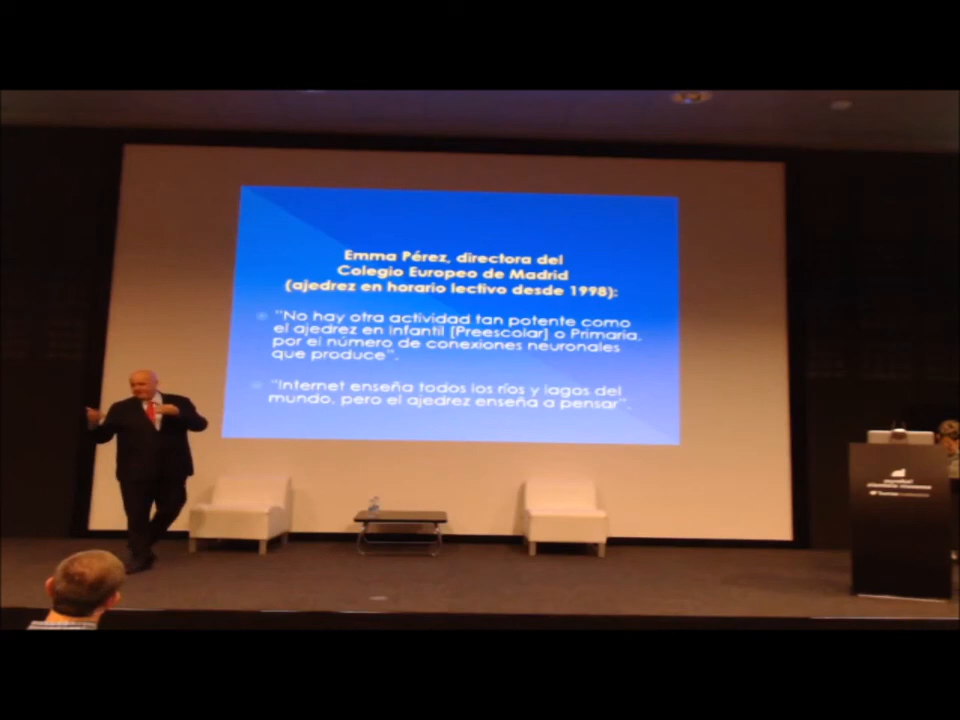 Emma Pérez, directora del
Colegio Europeo de Madrid
(ajedrez en horario lectivo desde 1998):
"No hay otra actividad tan potente como
el ajedrez en Infantil [Preescolar] o Primaria,
por el número de conexiones neuronales
que produce".
"Internet enseña todos los ríos y lagos del
mundo, pero el ajedrez enseña a pensar".